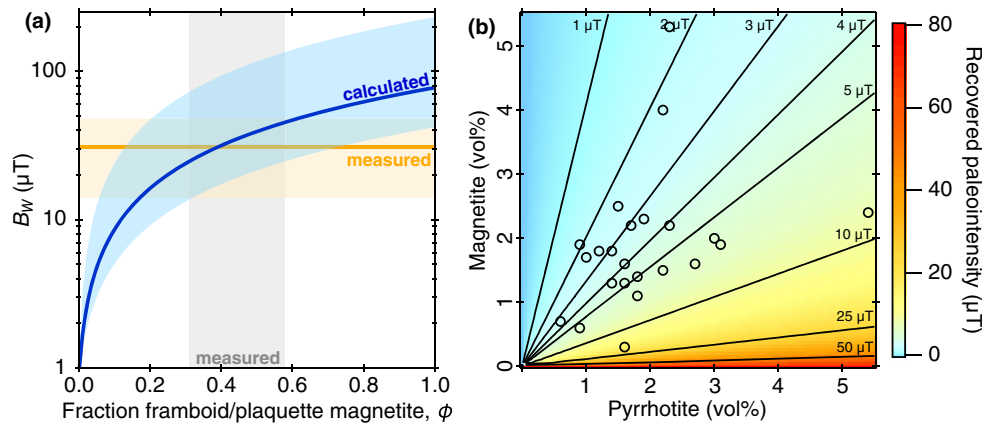 (a)
100
10
1
B_W (μT)
calculated
measured
measured
0.0 0.2 0.4 0.6 0.8 1.0
Fraction framboid/plaquette magnetite, ϕ
(b)
5
4
3
2
1
0
Magnetite (vol%)
1 μT
2 μT
3 μT
4 μT
5 μT
10 μT
25 μT
50 μT
1 2 3 4 5
Pyrrhotite (vol%)
80
60
40
20
0
Recovered paleointensity (μT)